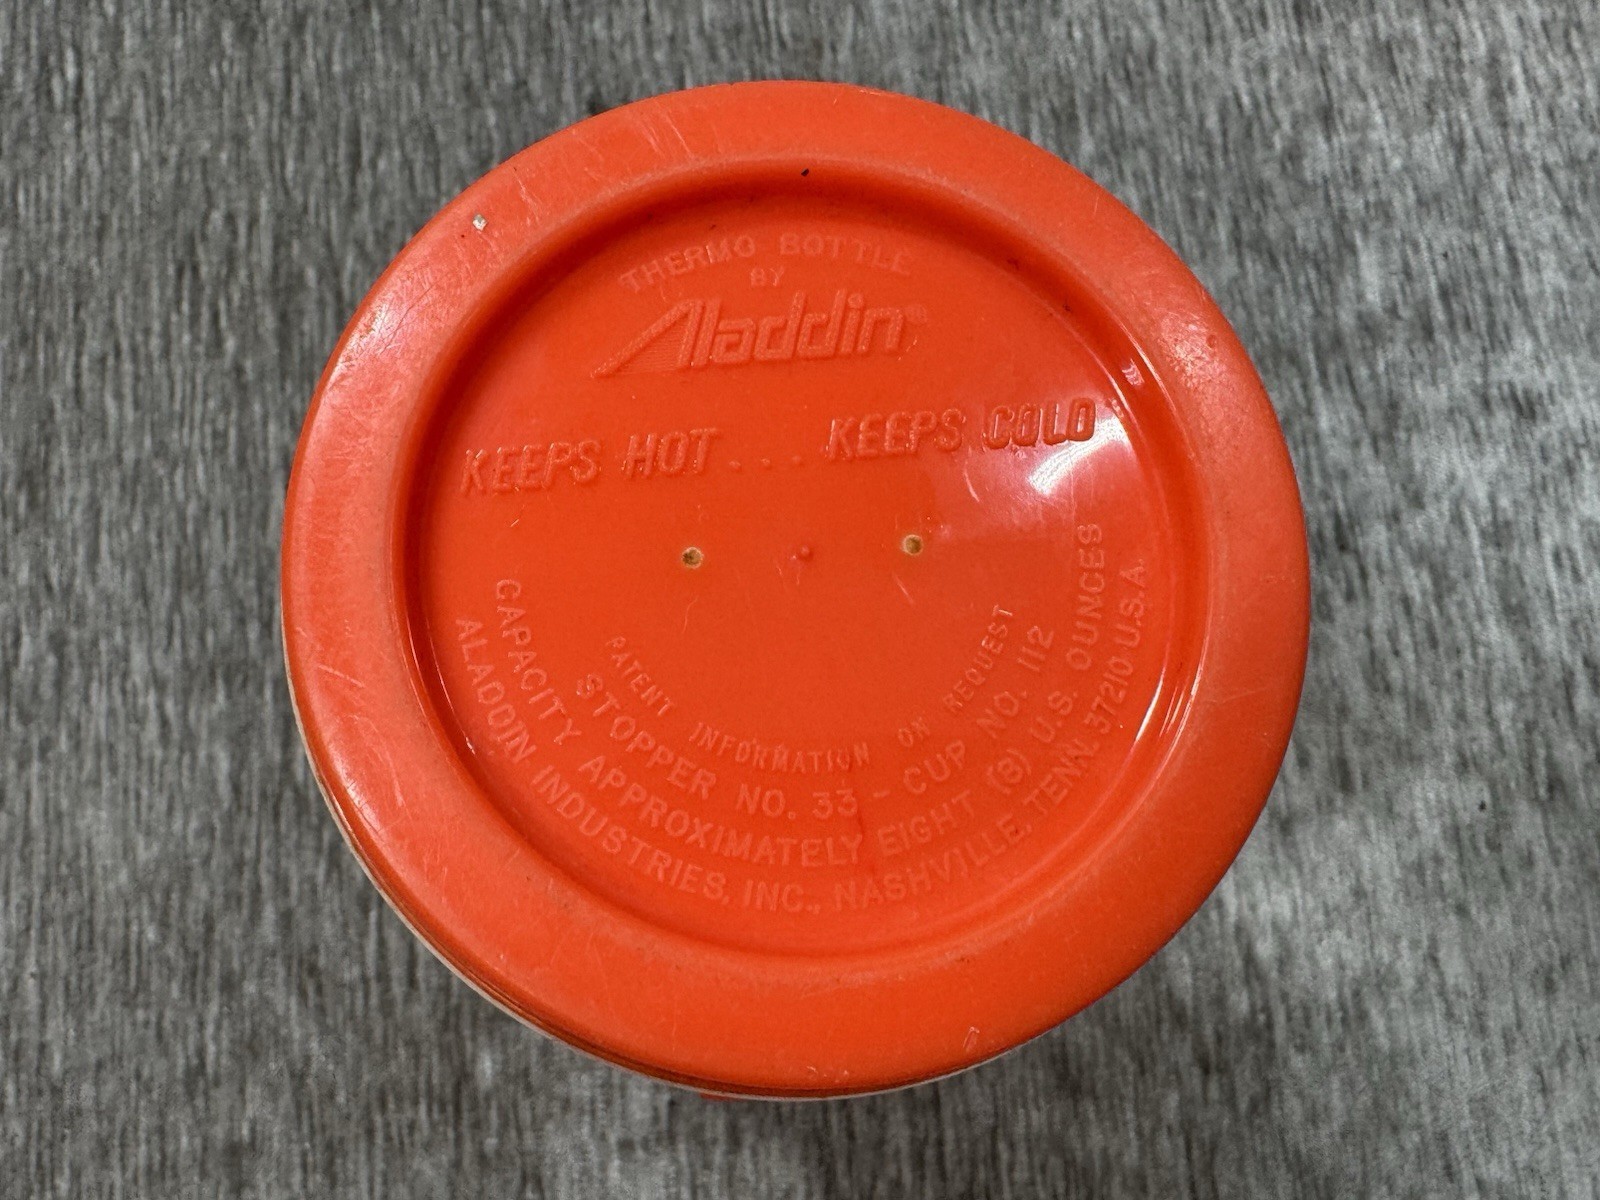 THERMO BOTTLE
BY
Aladdin®
KEEPS HOT... KEEPS COLD
PATENT INFORMATION ON REQUEST
STOPPER NO. 33 - CUP NO. 112
CAPACITY APPROXIMATELY EIGHT (8) U.S. OUNCES
ALADDIN INDUSTRIES, INC., NASHVILLE, TENN. 37210 U.S.A.